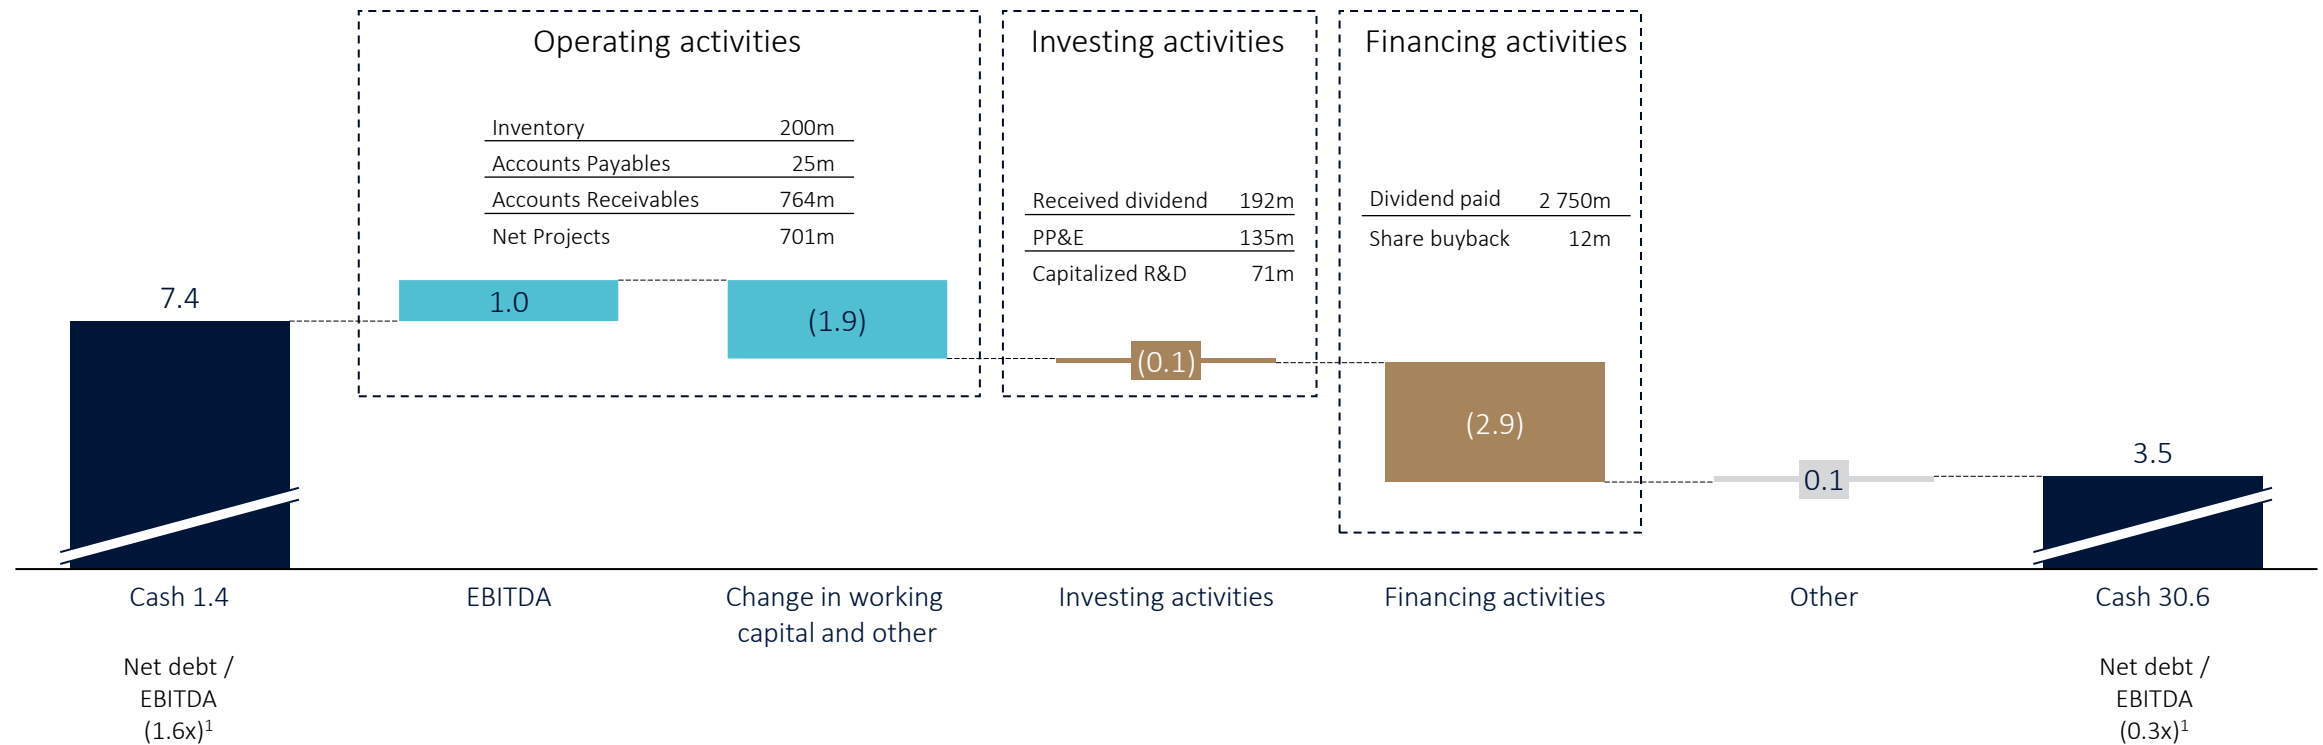 Operating activities
Investing activities
Financing activities
Inventory 200m
Accounts Payables 25m
Accounts Receivables 764m
Net Projects 701m
Received dividend 192m
PP&E 135m
Capitalized R&D 71m
Dividend paid 2 750m
Share buyback 12m
7.4
1.0
(1.9)
(0.1)
(2.9)
0.1
3.5
Cash 1.4
EBITDA
Change in working
capital and other
Investing activities
Financing activities
Other
Cash 30.6
Net debt /
EBITDA
(1.6x)¹
Net debt /
EBITDA
(0.3x)¹